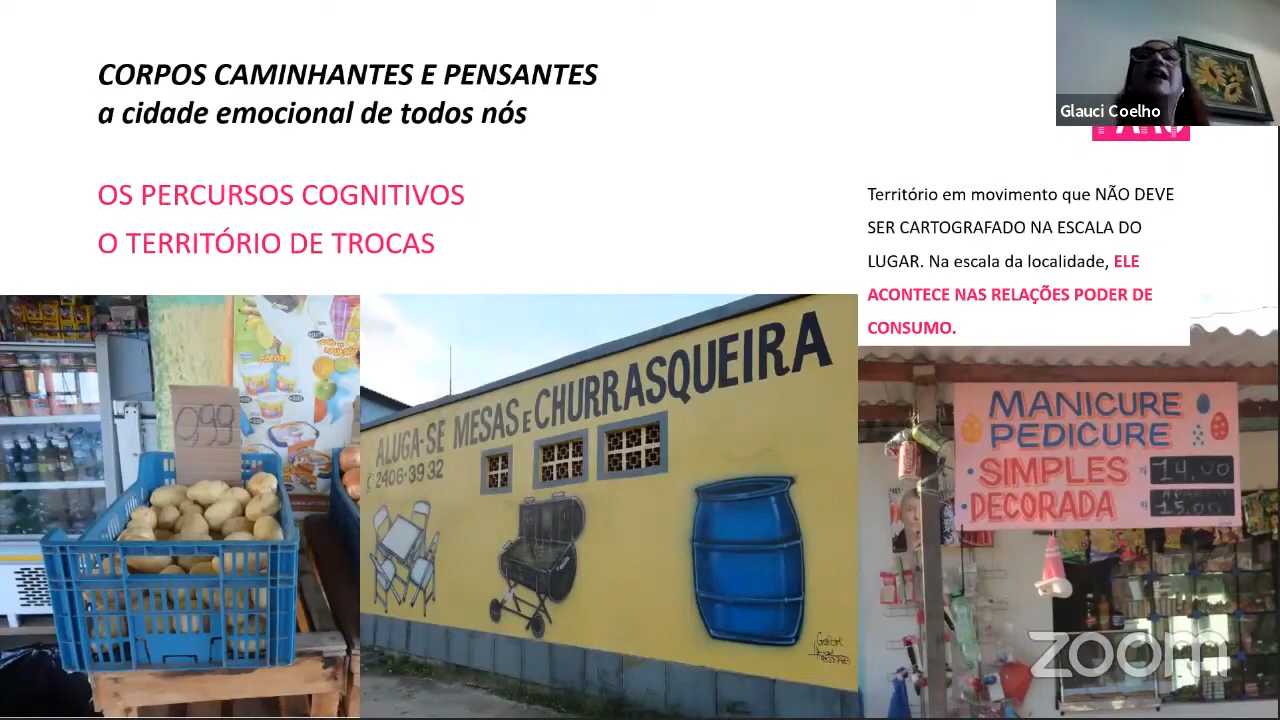 CORPOS CAMINHANTES E PENSANTES
a cidade emocional de todos nós
Glauci Coelho
OS PERCURSOS COGNITIVOS
O TERRITÓRIO DE TROCAS
Território em movimento que NÃO DEVE
SER CARTOGRAFADO NA ESCALA DO
LUGAR. Na escala da localidade, ELE
ACONTECE NAS RELAÇÕES PODER DE
CONSUMO.
0,99
ALUGA-SE MESAS E CHURRASQUEIRA
2406-3932
MANICURE
PEDICURE
SIMPLES 14,00
DECORADA 15,00
zoom